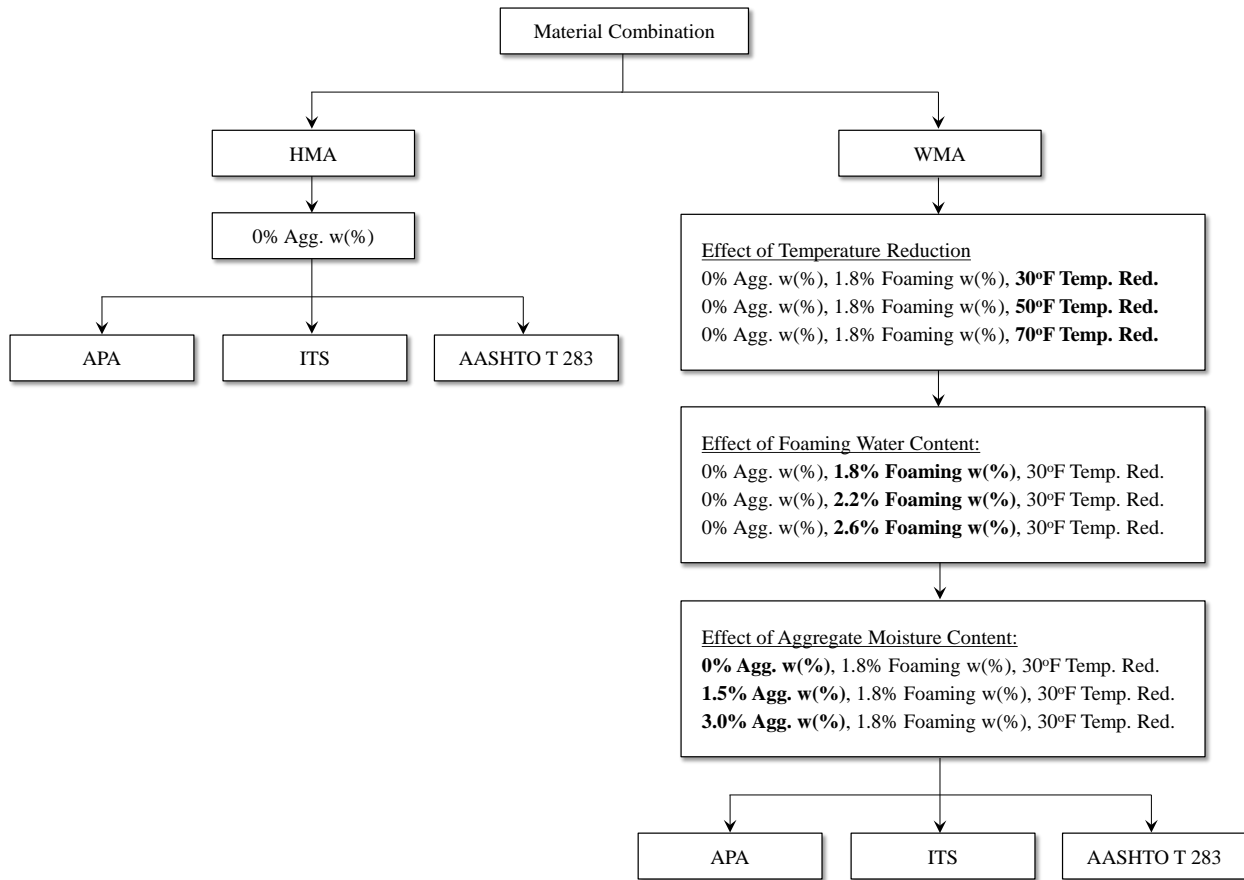 Material Combination
HMA
WMA
0% Agg. w(%)
APA
ITS
AASHTO T 283
Effect of Temperature Reduction
0% Agg. w(%), 1.8% Foaming w(%), 30°F Temp. Red.
0% Agg. w(%), 1.8% Foaming w(%), 50°F Temp. Red.
0% Agg. w(%), 1.8% Foaming w(%), 70°F Temp. Red.
Effect of Foaming Water Content:
0% Agg. w(%), 1.8% Foaming w(%), 30°F Temp. Red.
0% Agg. w(%), 2.2% Foaming w(%), 30°F Temp. Red.
0% Agg. w(%), 2.6% Foaming w(%), 30°F Temp. Red.
Effect of Aggregate Moisture Content:
0% Agg. w(%), 1.8% Foaming w(%), 30°F Temp. Red.
1.5% Agg. w(%), 1.8% Foaming w(%), 30°F Temp. Red.
3.0% Agg. w(%), 1.8% Foaming w(%), 30°F Temp. Red.
APA
ITS
AASHTO T 283